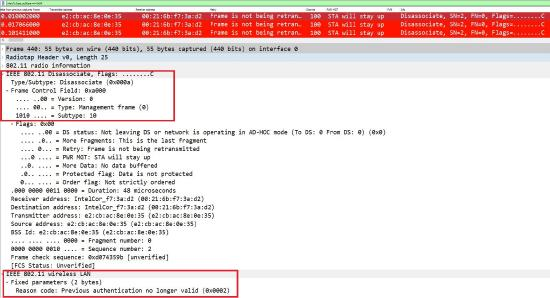 0.010002000 e2:cb:ac:8e:0e:35 00:21:6b:f7:3a:d2 Frame is not being retran… 100 STA will stay up Disassociate, SN=2, FN=0, Flags=........C
0.017066000 e2:cb:ac:8e:0e:35 00:21:6b:f7:3a:d2 Frame is not being retran… 100 STA will stay up Disassociate, SN=2, FN=0, Flags=...
0.101411000 e2:cb:ac:8e:0e:35 00:21:6b:f7:3a:d2 Frame is not being retran… 100 STA will stay up Disassociate, SN=2, FN=0, Flags=...
Frame 440: 55 bytes on wire (440 bits), 55 bytes captured (440 bits) on interface 0
Radiotap Header v0, Length 25
802.11 radio information
IEEE 802.11 Disassociate, Flags: ........C
Type/Subtype: Disassociate (0x000a)
Frame Control Field: 0xa000
.... ..00 = Version: 0
.... 00.. = Type: Management frame (0)
1010 .... = Subtype: 10
Flags: 0x00
.... ..00 = DS status: Not leaving DS or network is operating in AD-HOC mode (To DS: 0 From DS: 0) (0x0)
.... .0.. = More Fragments: This is the last fragment
.... 0... = Retry: Frame is not being retransmitted
...0 .... = PWR MGT: STA will stay up
..0. .... = More Data: No data buffered
.0.. .... = Protected flag: Data is not protected
0... .... = Order flag: Not strictly ordered
.000 0000 0011 0000 = Duration: 48 microseconds
Receiver address: IntelCor_f7:3a:d2 (00:21:6b:f7:3a:d2)
Destination address: IntelCor_f7:3a:d2 (00:21:6b:f7:3a:d2)
Transmitter address: e2:cb:ac:8e:0e:35 (e2:cb:ac:8e:0e:35)
Source address: e2:cb:ac:8e:0e:35 (e2:cb:ac:8e:0e:35)
BSS Id: e2:cb:ac:8e:0e:35 (e2:cb:ac:8e:0e:35)
.... .... .... 0000 = Fragment number: 0
0000 0000 0010 .... = Sequence number: 2
Frame check sequence: 0xd074359b [unverified]
[FCS Status: Unverified]
IEEE 802.11 wireless LAN
Fixed parameters (2 bytes)
Reason code: Previous authentication no longer valid (0x0002)